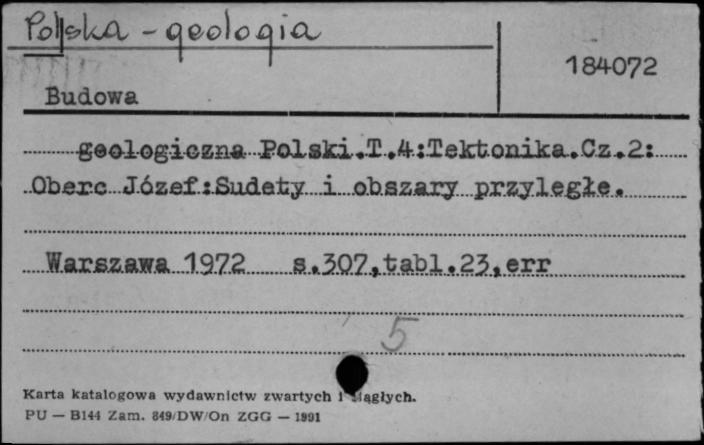 Polska - geologia
184072
Budowa
geologiczna Polski.T.4:Tektonika.Cz.2:
Oberc Józef:Sudety i obszary przyległe.
Warszawa 1972 s.307,tabl.23,err
5
Karta katalogowa wydawnictw zwartych i ciągłych.
PU — B144 Zam. 849/DW/On ZGG — 1991